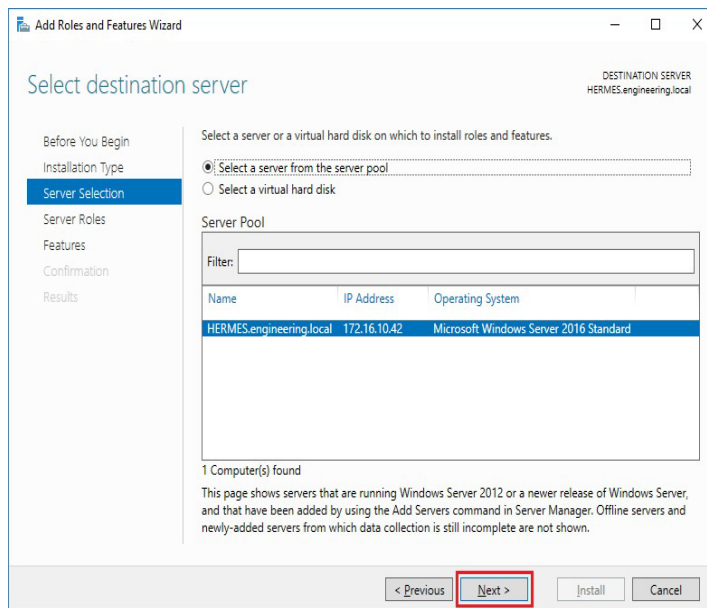 Add Roles and Features Wizard
Select destination server
DESTINATION SERVER
HERMES.engineering.local
Before You Begin
Installation Type
Server Selection
Server Roles
Features
Confirmation
Results
Select a server or a virtual hard disk on which to install roles and features.
Select a server from the server pool
Select a virtual hard disk
Server Pool
Filter:
Name IP Address Operating System
HERMES.engineering.local 172.16.10.42 Microsoft Windows Server 2016 Standard
1 Computer(s) found
This page shows servers that are running Windows Server 2012 or a newer release of Windows Server,
and that have been added by using the Add Servers command in Server Manager. Offline servers and
newly-added servers from which data collection is still incomplete are not shown.
< Previous Next > Install Cancel